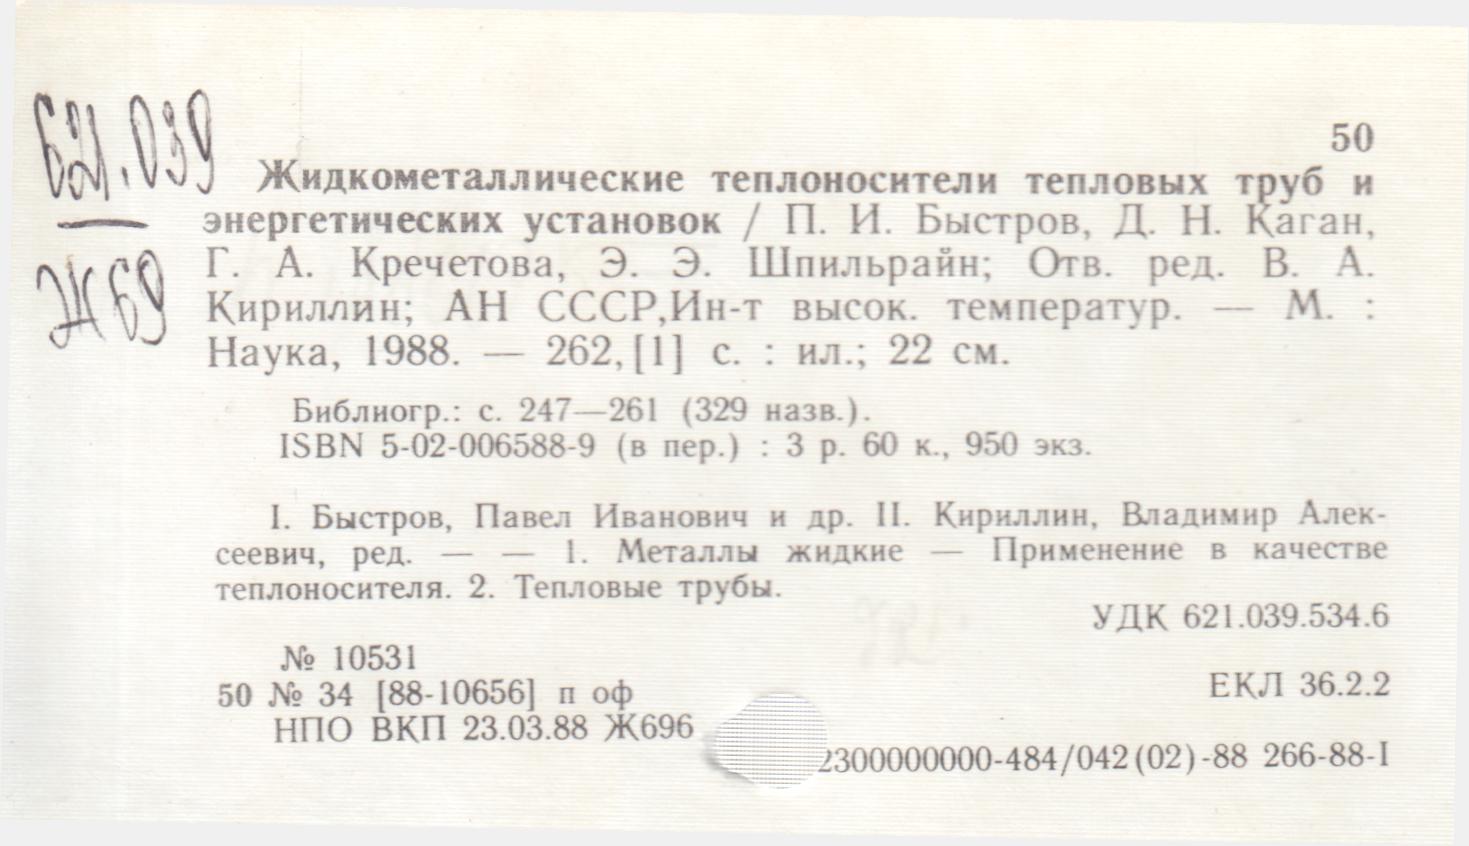 621.039
Ж69
50
Жидкометаллические теплоносители тепловых труб и
энергетических установок / П. И. Быстров, Д. Н. Каган,
Г. А. Кречетова, Э. Э. Шпильрайн; Отв. ред. В. А.
Кириллин; АН СССР,Ин-т высок. температур. — М. :
Наука, 1988. — 262,[1] с. : ил.; 22 см.
Библиогр.: с. 247—261 (329 назв.).
ISBN 5-02-006588-9 (в пер.) : 3 р. 60 к., 950 экз.
I. Быстров, Павел Иванович и др. II. Кириллин, Владимир Алек-
сеевич, ред. — — 1. Металлы жидкие — Применение в качестве
теплоносителя. 2. Тепловые трубы.
УДК 621.039.534.6
№ 10531
50 № 34 [88-10656] п оф
ЕКЛ 36.2.2
НПО ВКП 23.03.88 Ж696
2300000000-484/042(02)-88 266-88-I